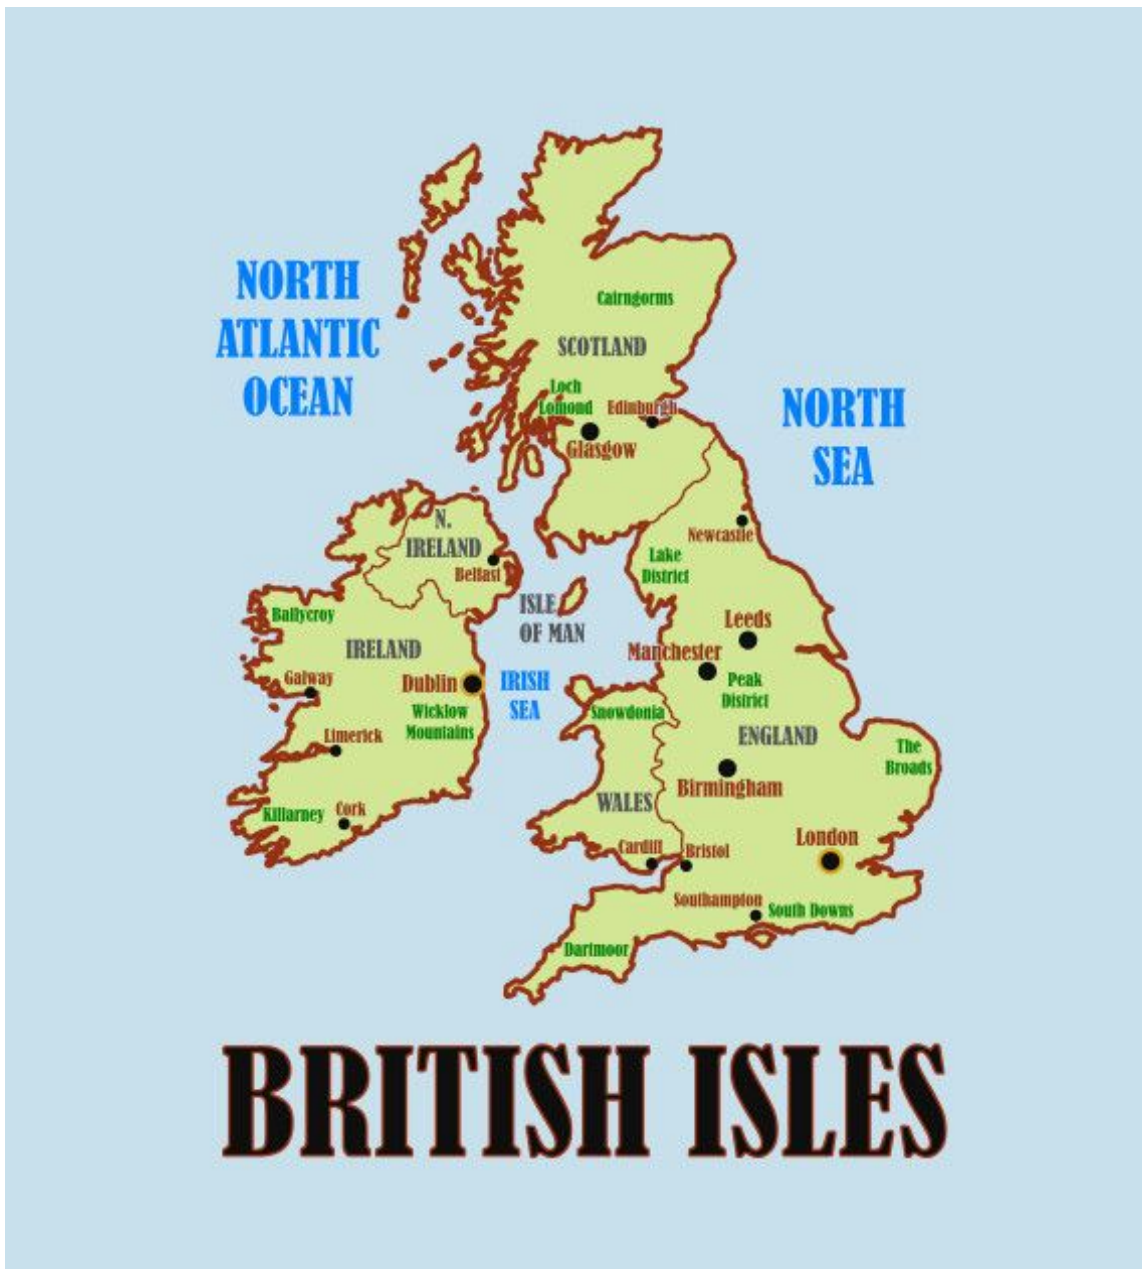 NORTH
ATLANTIC
OCEAN
Cairngorms
SCOTLAND
Loch
Lomond
Edinburgh
Glasgow
NORTH
SEA
N.
IRELAND
Belfast
Newcastle
Lake
District
ISLE
OF MAN
Ballycroy
IRELAND
Leeds
Manchester
Galway
Dublin
IRISH
SEA
Peak
District
Wicklow
Mountains
Snowdonia
Limerick
ENGLAND
The
Broads
Birmingham
WALES
Killarney
Cork
Cardiff
Bristol
London
Southampton
South Downs
Dartmoor
BRITISH ISLES